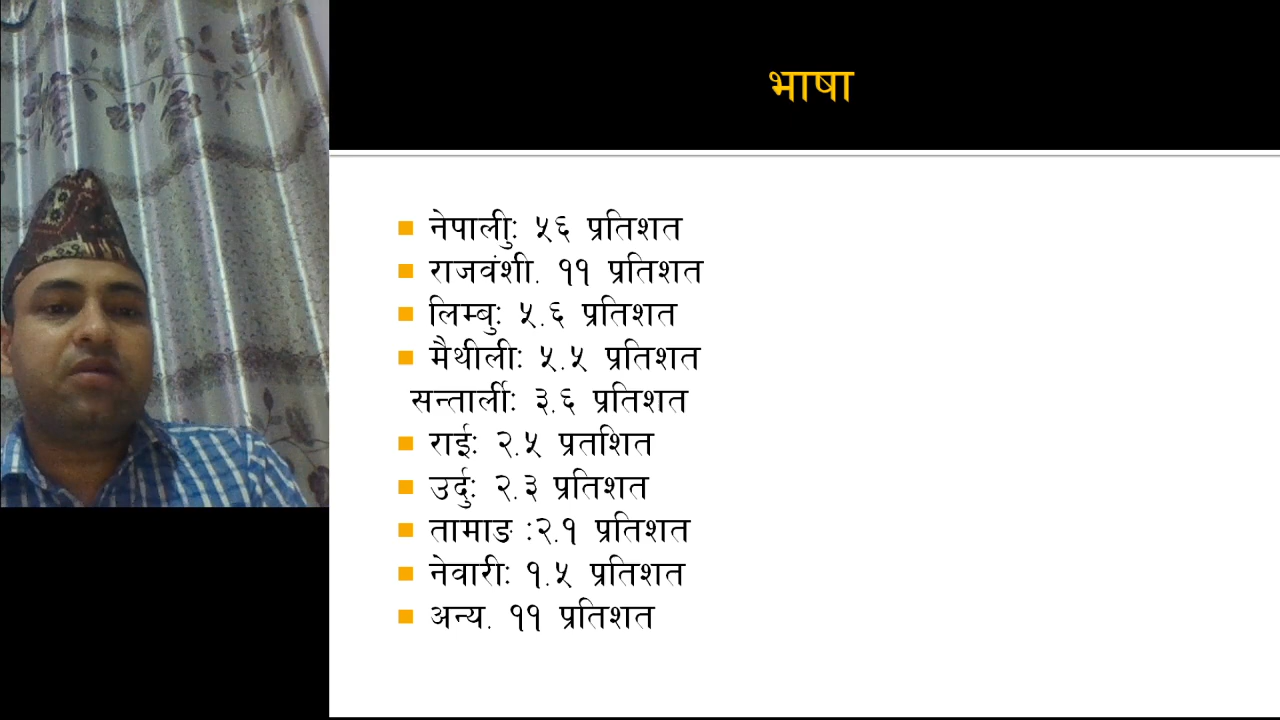 भाषा
नेपालीुः ५६ प्रतिशत
राजवंशी. ११ प्रतिशत
लिम्बुः ५.६ प्रतिशत
मैथीलीः ५.५ प्रतिशत
सन्तार्लीः ३.६ प्रतिशत
राईः २.५ प्रतशित
उर्दुः २.३ प्रतिशत
तामाङ :२.१ प्रतिशत
नेवारीः १.५ प्रतिशत
अन्य. ११ प्रतिशत